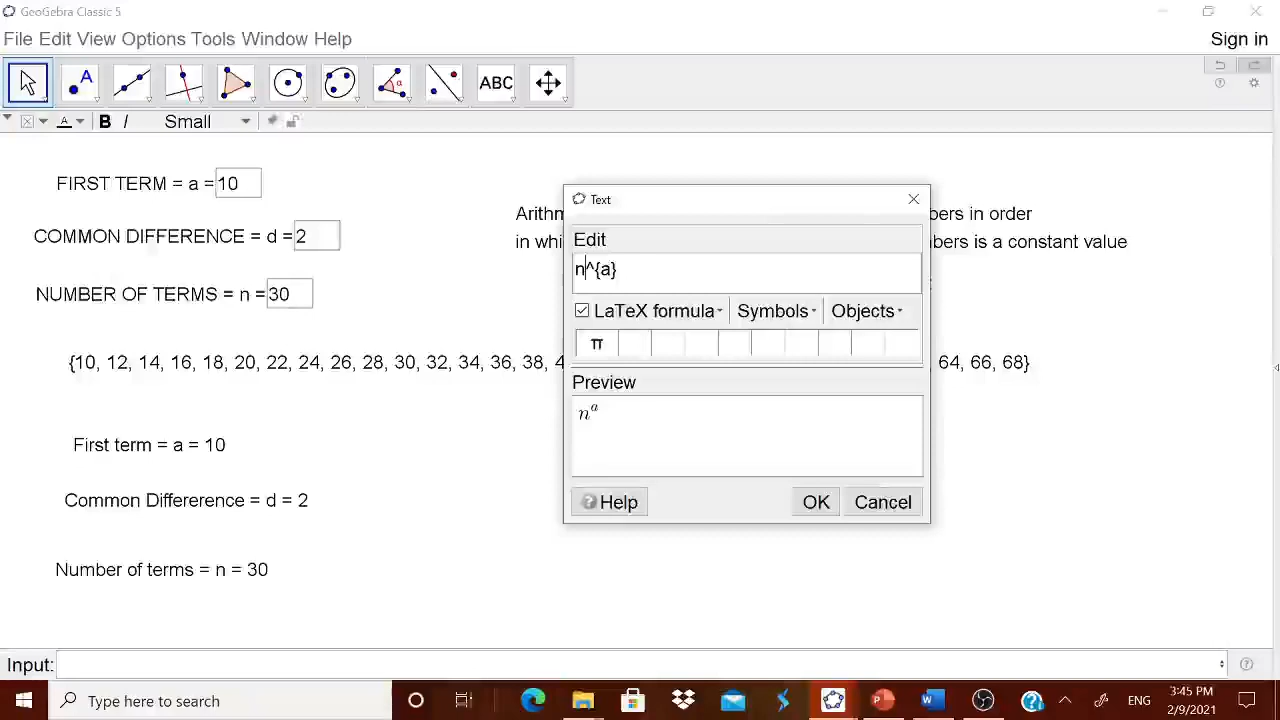 GeoGebra Classic 5
File Edit View Options Tools Window Help
Sign in
A
α
ABC
A B I Small
FIRST TERM = a = 10
COMMON DIFFERENCE = d = 2
NUMBER OF TERMS = n = 30
Arithm
bers in order
in whi
bers is a constant value
{10, 12, 14, 16, 18, 20, 22, 24, 26, 28, 30, 32, 34, 36, 38, 4
64, 66, 68}
First term = a = 10
Common Differerence = d = 2
Number of terms = n = 30
Text
Edit
n^{a}
LaTeX formula Symbols Objects
π
Preview
n^a
Help OK Cancel
Input:
Type here to search
ENG
3:45 PM
2/9/2021